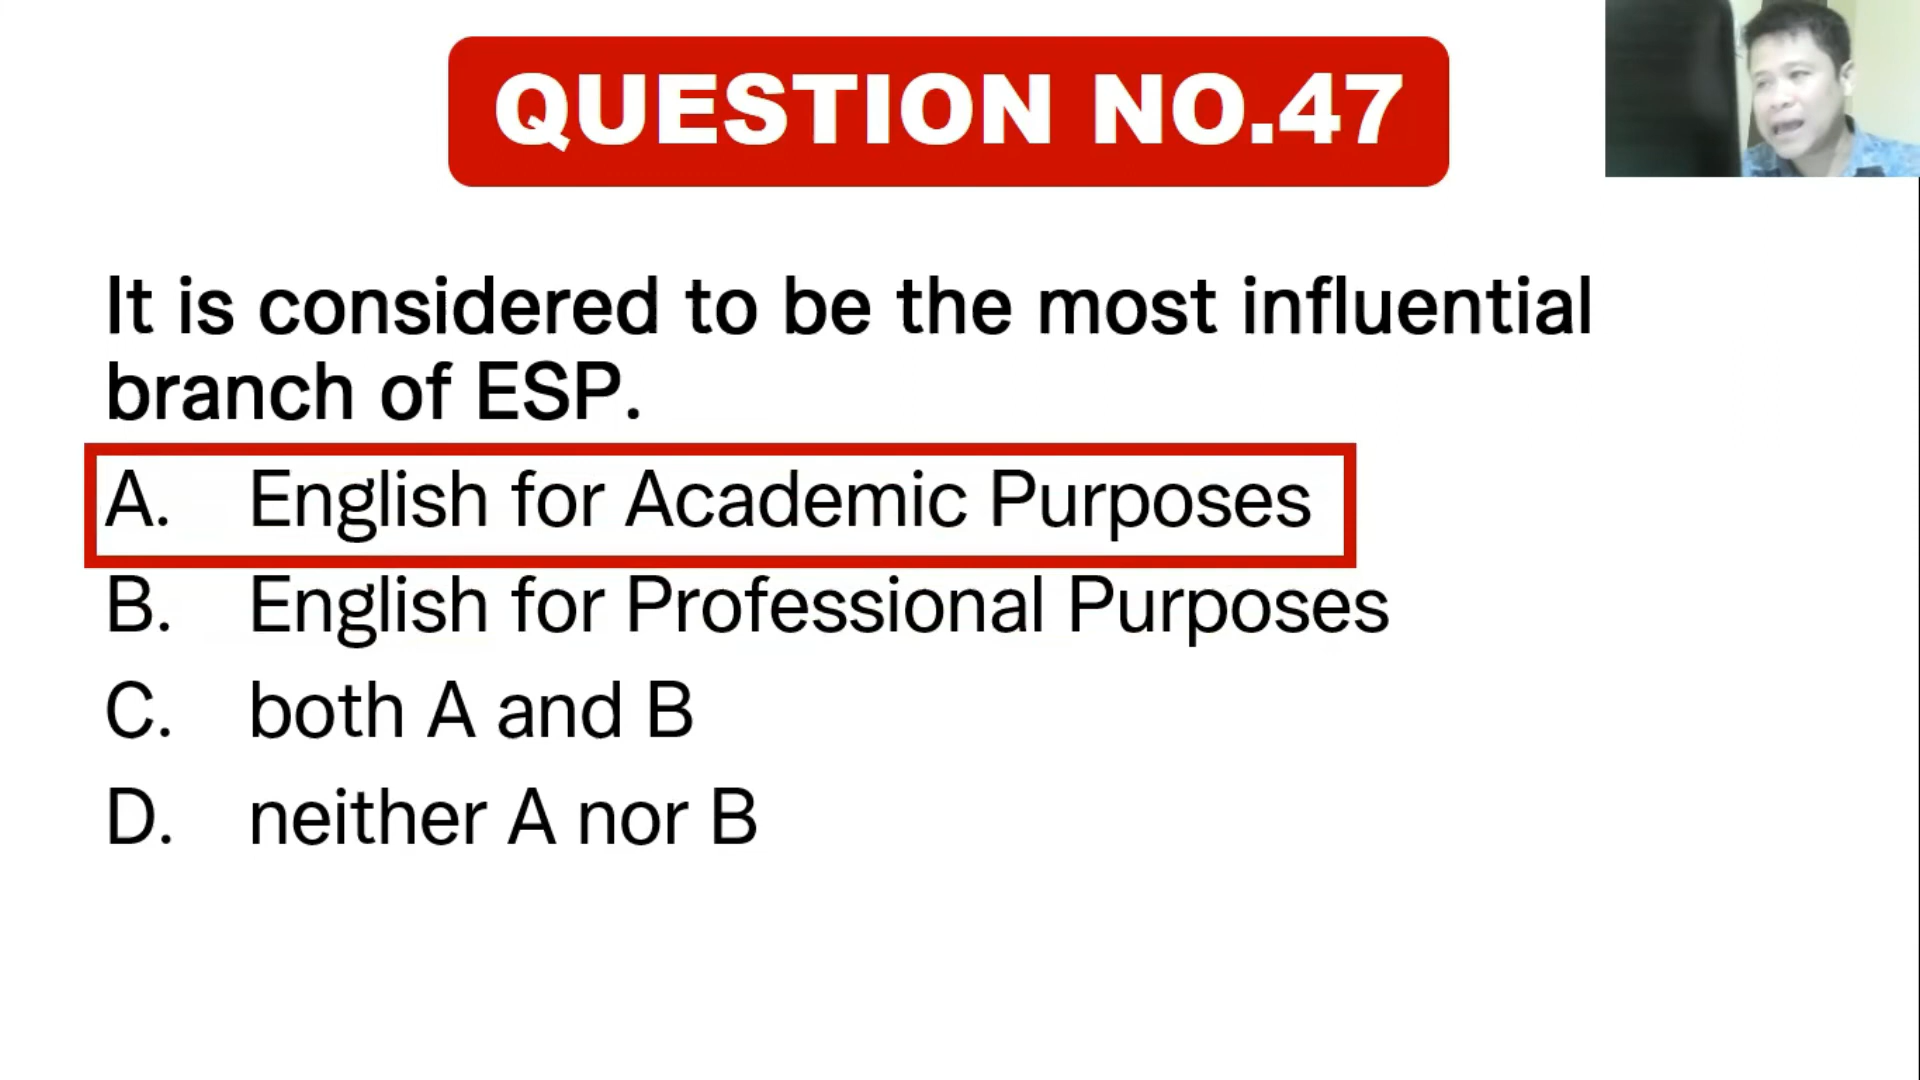 QUESTION NO.47
It is considered to be the most influential
branch of ESP.
A. English for Academic Purposes
B. English for Professional Purposes
C. both A and B
D. neither A nor B